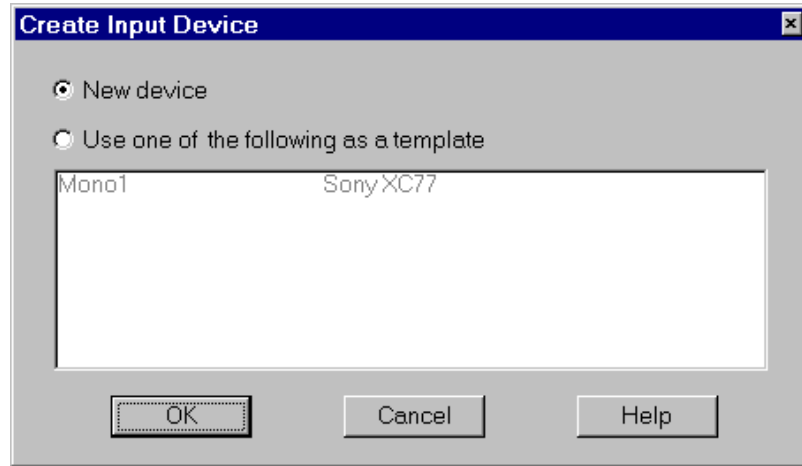 Create Input Device
New device
Use one of the following as a template
Mono1 Sony XC77
OK Cancel Help